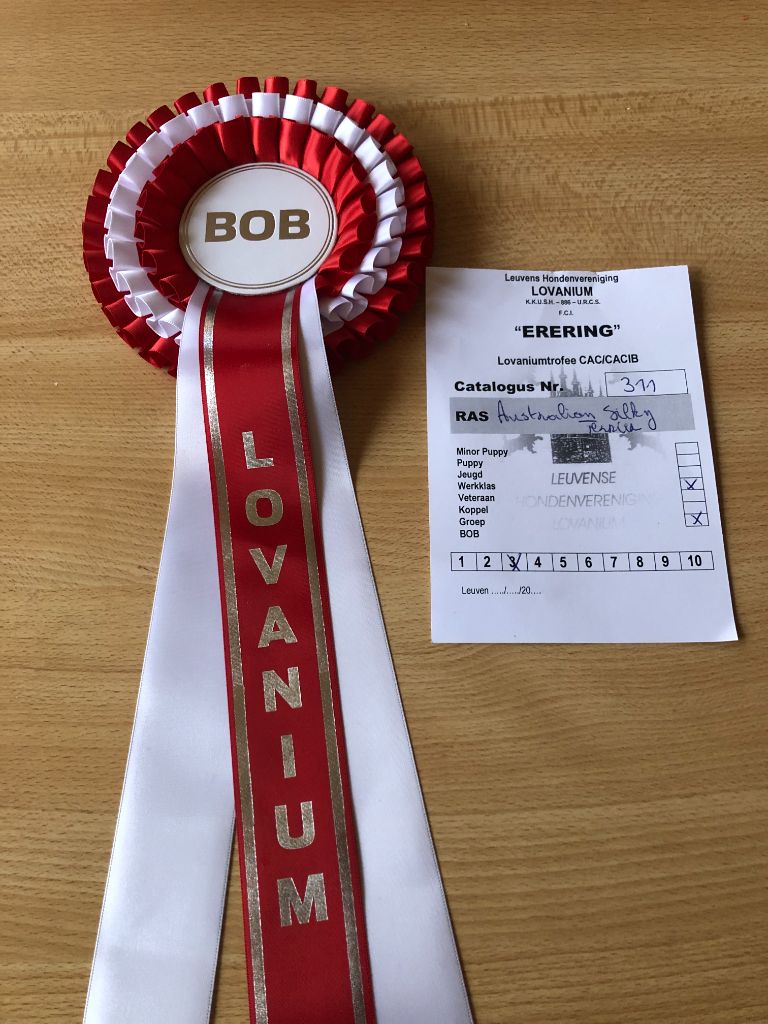 BOB
LOVANIUM
Leuvens Hondenvereniging
LOVANIUM
K.K.U.S.H. – 886 – U.R.C.S.
F.C.I.
“ERERING”
Lovaniumtrofee CAC/CACIB
Catalogus Nr. 311
RAS Australian Silky
Terrier
Minor Puppy
Puppy
Jeugd
Werkklas X
Veteraan
Koppel
Groep X
BOB
LEUVENSE
HONDENVERENIGING
LOVANIUM
1 2 3 4 5 6 7 8 9 10
Leuven …../…../20….